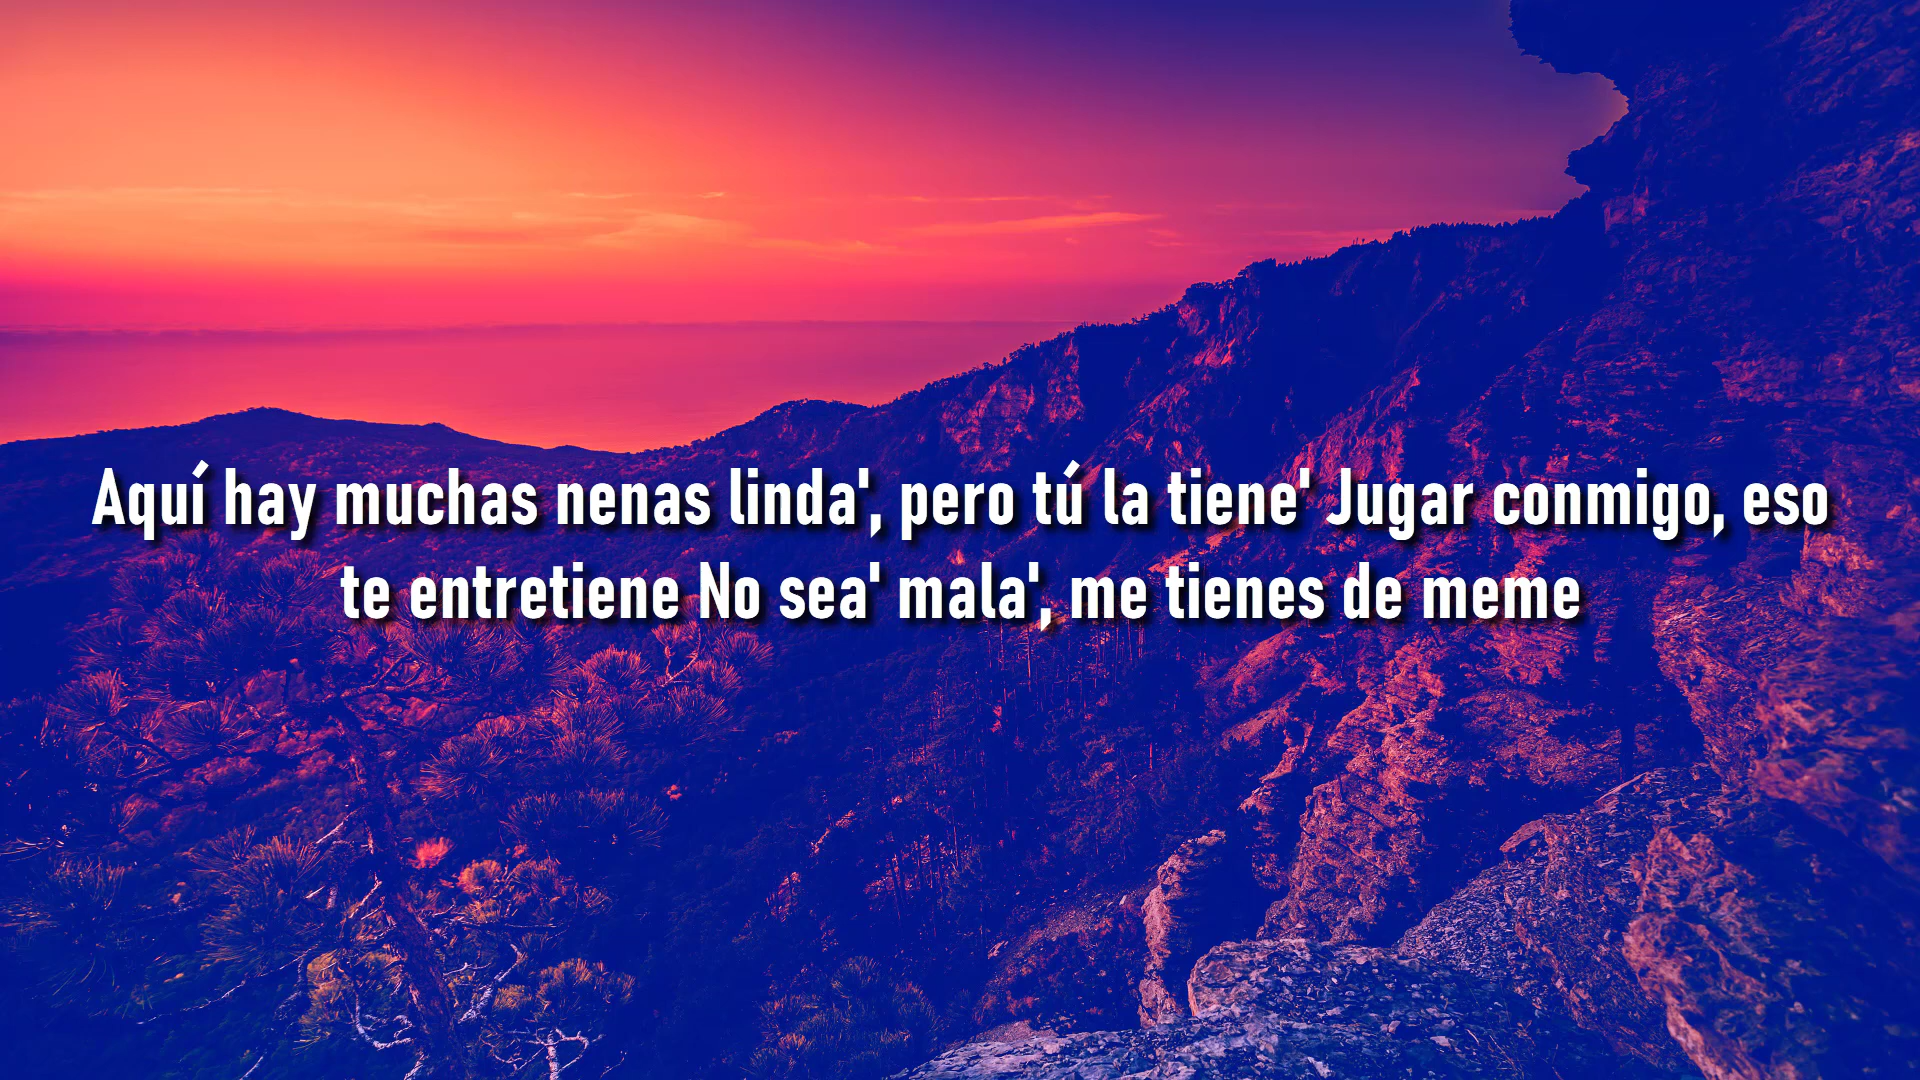 Aquí hay muchas nenas linda', pero tú la tiene' Jugar conmigo, eso
te entretiene No sea' mala', me tienes de meme